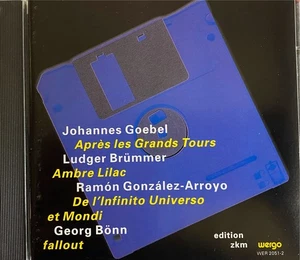 Johannes Goebel
Après les Grands Tours
Ludger Brümmer
Ambre Lilac
Ramón González-Arroyo
De l'Infinito Universo
et Mondi
Georg Bönn
fallout
edition
zkm
wergo
WER 2051-2